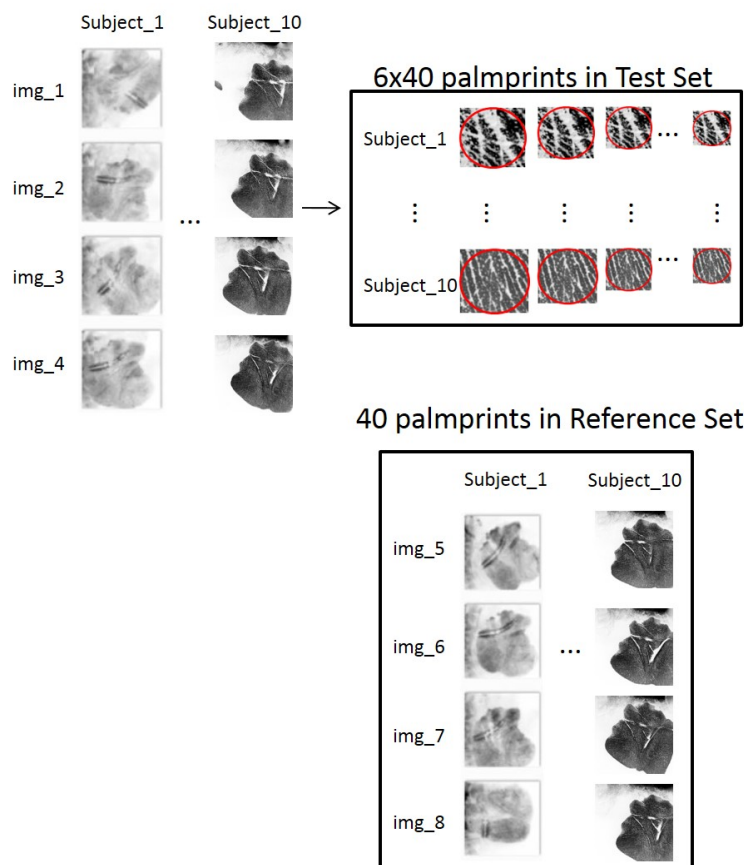 Subject_1 Subject_10
img_1
img_2
...
img_3
img_4
6x40 palmprints in Test Set
Subject_1 ...
⋮ ⋮ ⋮ ⋮ ⋮
Subject_10 ...
40 palmprints in Reference Set
Subject_1 Subject_10
img_5
img_6 ...
img_7
img_8